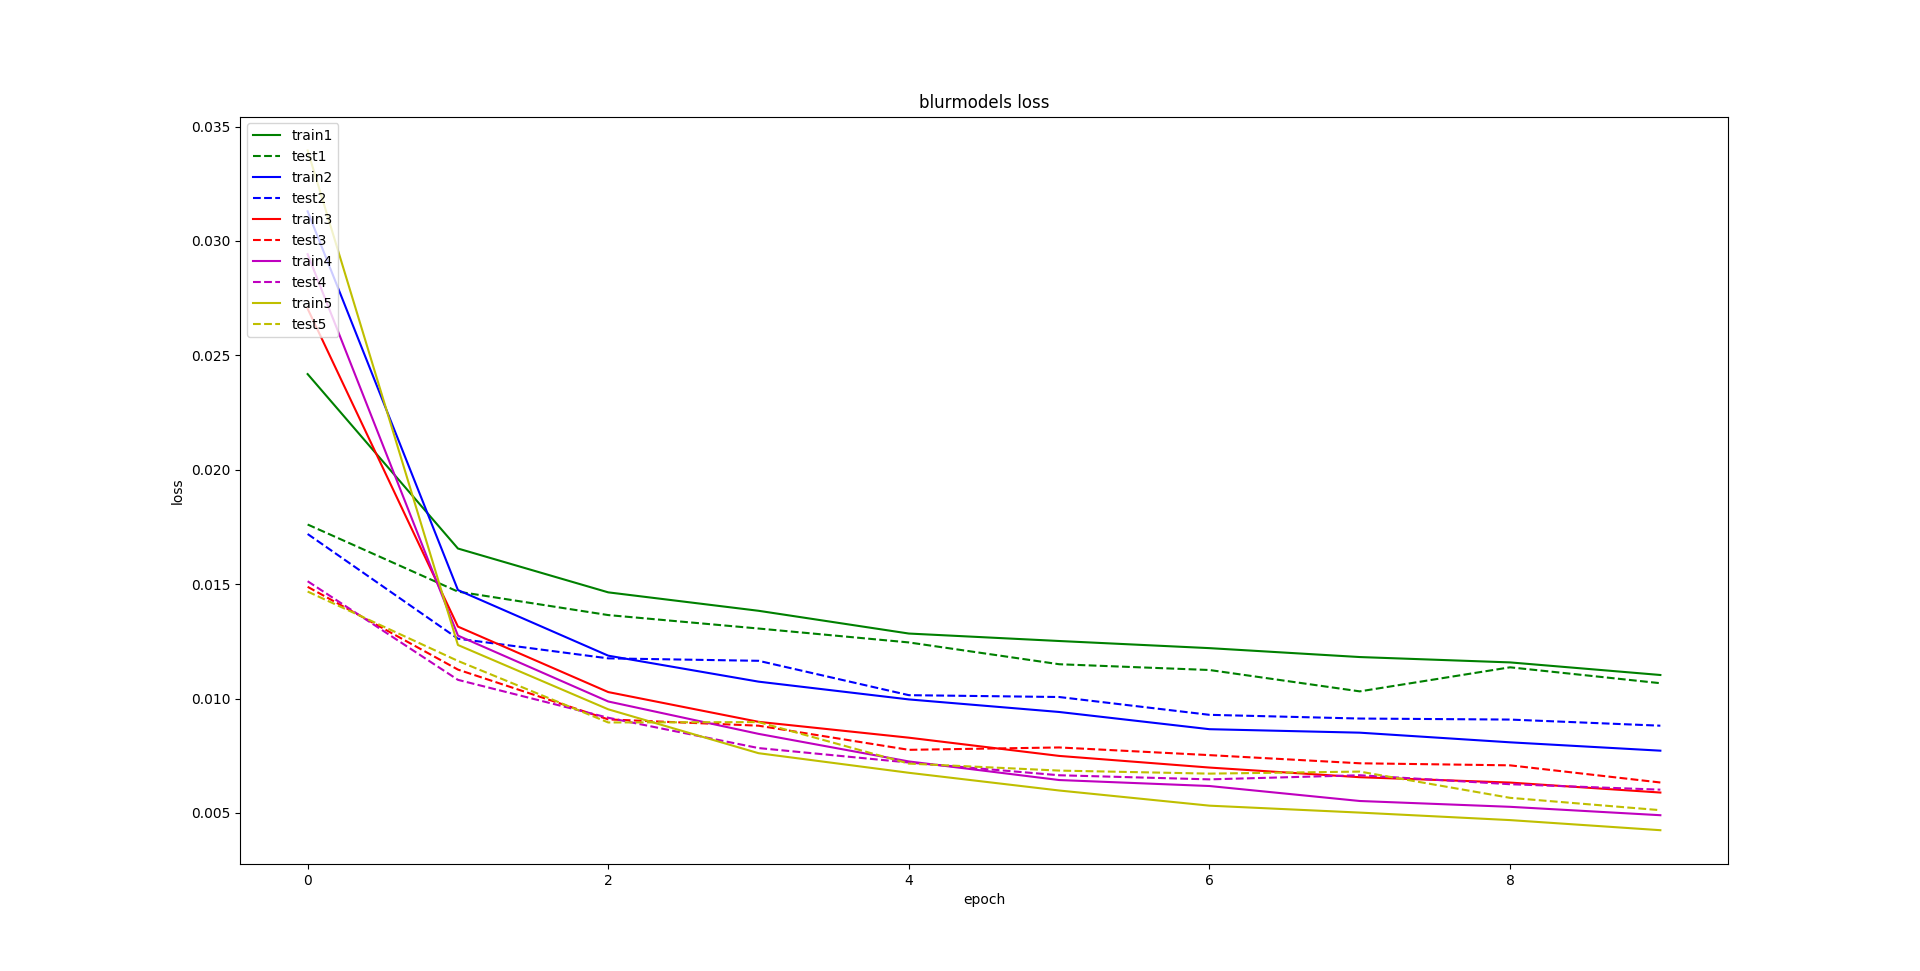 blurmodels loss
0.035
0.030
0.025
0.020
0.015
0.010
0.005
loss
train1
test1
train2
test2
train3
test3
train4
test4
train5
test5
0 2 4 6 8
epoch